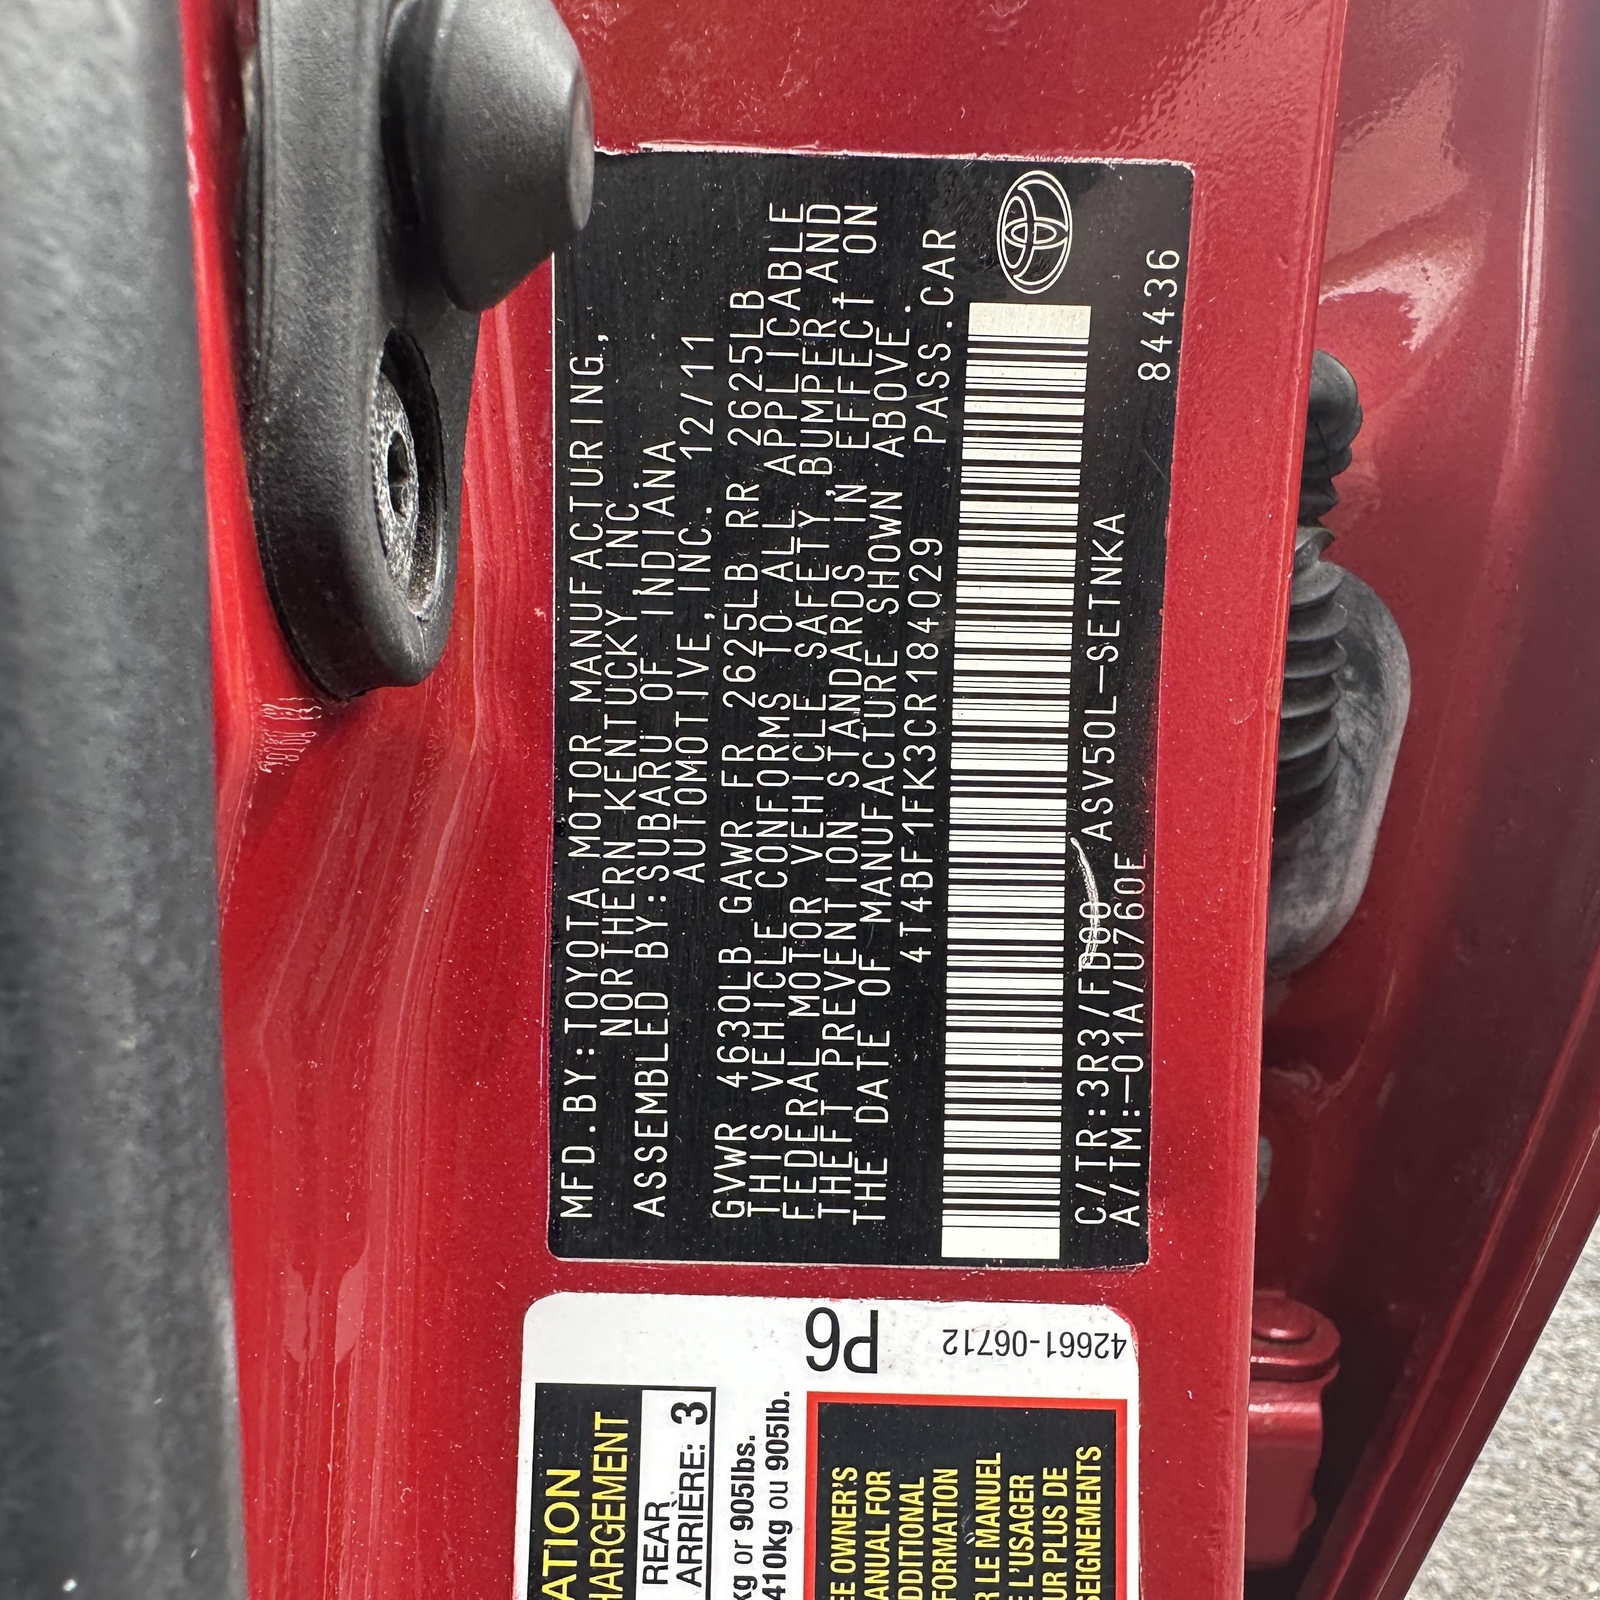 MFD.BY:TOYOTA MOTOR MANUFACTURING,
NORTHERN KENTUCKY, INC.
ASSEMBLED BY:SUBARU OF INDIANA
AUTOMOTIVE, INC. 12/11
GVWR 4630LB GAWR FR 2625LB RR 2625LB
THIS VEHICLE CONFORMS TO ALL APPLICABLE
FEDERAL MOTOR VEHICLE SAFETY, BUMPER, AND
THEFT PREVENTION STANDARDS IN EFFECT ON
THE DATE OF MANUFACTURE SHOWN ABOVE.
4T4BF1FK3CR184029 PASS.CAR
C/TR:3R3/FD00 ASV50L-SETNKA
A/TM:-01A/U760E
84436
P6
42661-06712
ATION
HARGEMENT
REAR
ARRIÈRE: 3
kg or 905lbs.
410kg ou 905lb.
EE OWNER'S
ANUAL FOR
DDITIONAL
FORMATION
R LE MANUEL
E L'USAGER
UR PLUS DE
SEIGNEMENTS